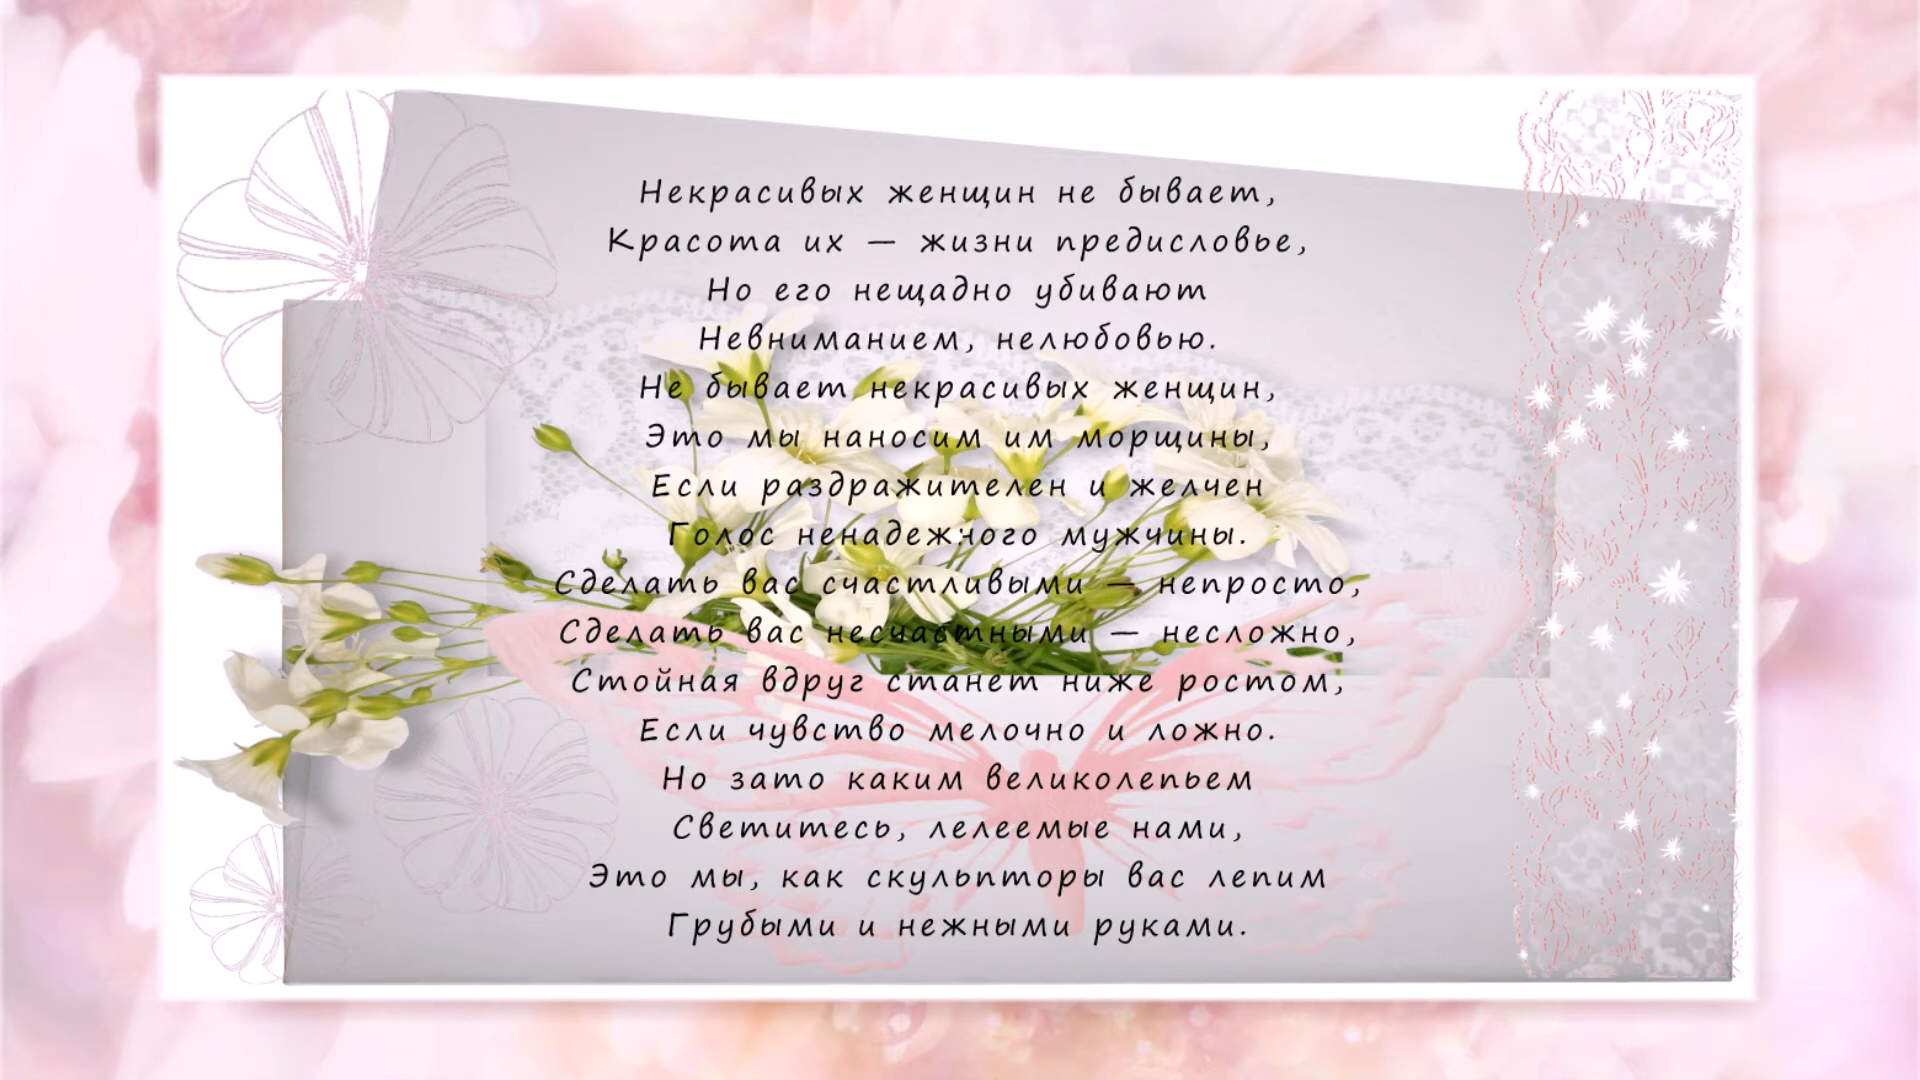 Некрасивых женщин не бывает,
Красота их — жизни предисловье,
Но его нещадно убивают
Невниманием, нелюбовью.
Не бывает некрасивых женщин,
Это мы наносим им морщины,
Если раздражителен и желчен
Голос ненадежного мужчины.
Сделать вас счастливыми — непросто,
Сделать вас несчастными — несложно,
Стойная вдруг станет ниже ростом,
Если чувство мелочно и ложно.
Но зато каким великолепьем
Светитесь, лелеемые нами,
Это мы, как скульпторы вас лепим
Грубыми и нежными руками.